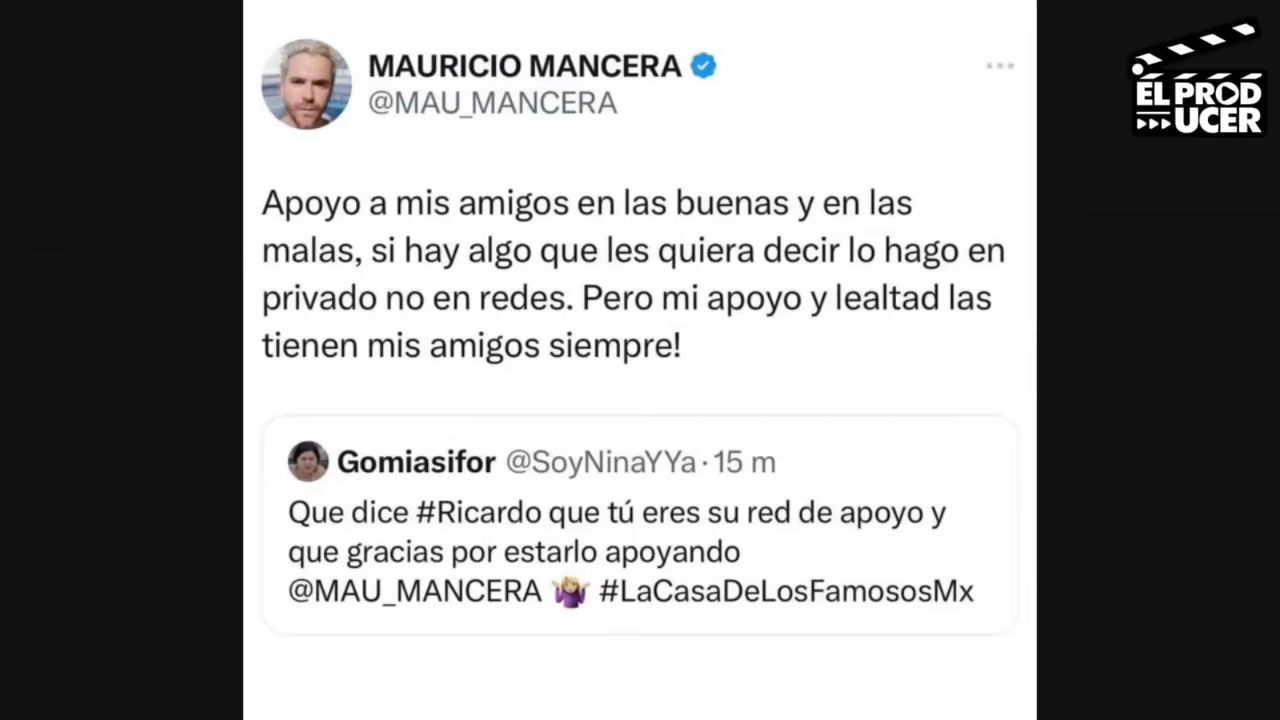 MAURICIO MANCERA
@MAU_MANCERA
EL PROD
UCER
Apoyo a mis amigos en las buenas y en las
malas, si hay algo que les quiera decir lo hago en
privado no en redes. Pero mi apoyo y lealtad las
tienen mis amigos siempre!
Gomiasifor @SoyNinaYYa · 15 m
Que dice #Ricardo que tú eres su red de apoyo y
que gracias por estarlo apoyando
@MAU_MANCERA 🤷🏼‍♀️ #LaCasaDeLosFamososMx